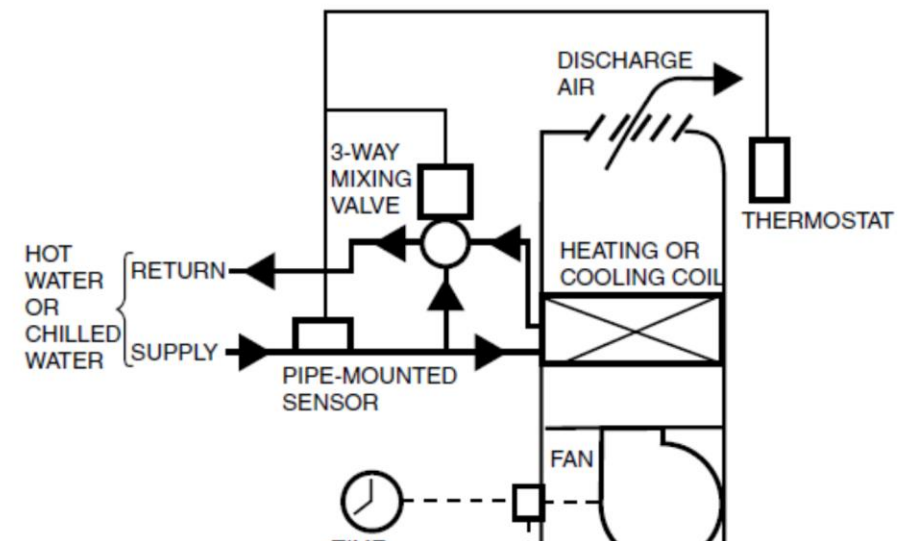 DISCHARGE
AIR
3-WAY
MIXING
VALVE
THERMOSTAT
HOT
WATER
OR
CHILLED
WATER
RETURN
SUPPLY
HEATING OR
COOLING COIL
PIPE-MOUNTED
SENSOR
FAN